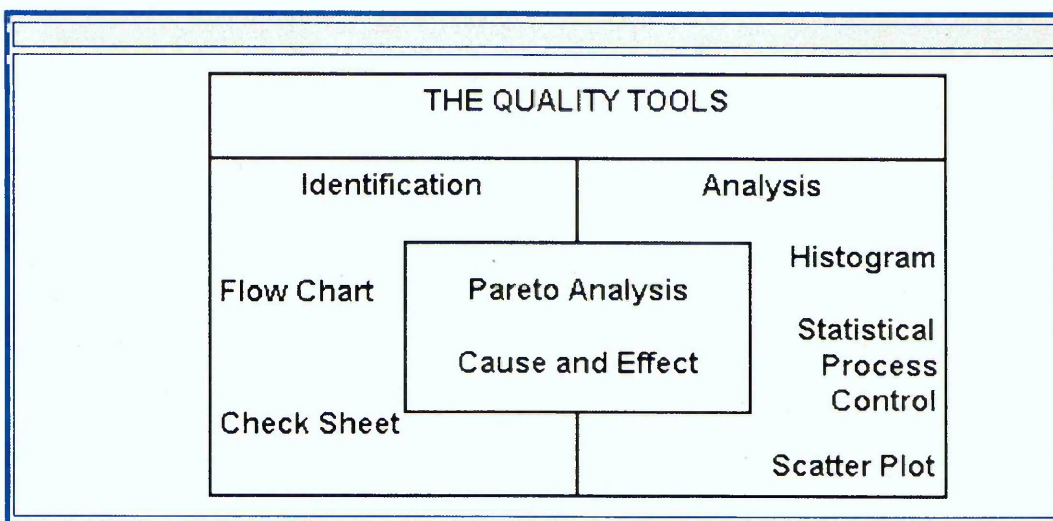 THE QUALITY TOOLS
Identification
Analysis
Flow Chart
Check Sheet
Pareto Analysis
Cause and Effect
Histogram
Statistical
Process
Control
Scatter Plot